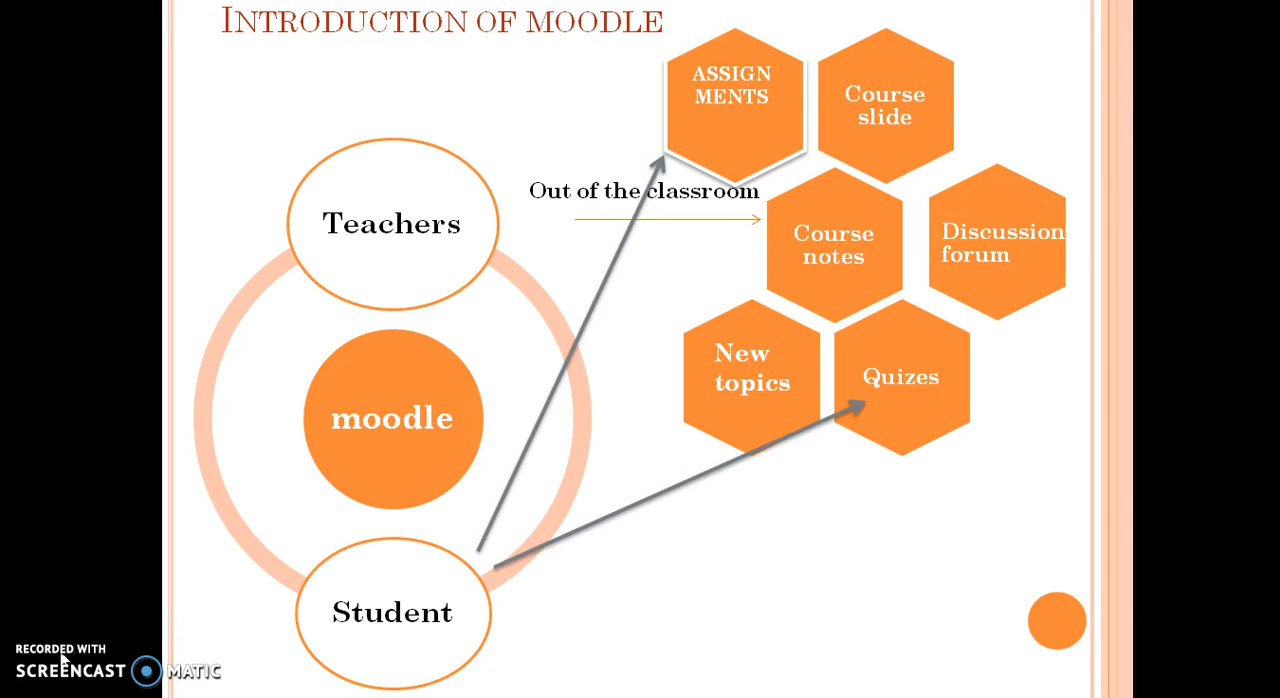 INTRODUCTION OF MOODLE
ASSIGN
MENTS
Course
slide
Out of the classroom
Teachers
Course
notes
Discussion
forum
New
topics
Quizes
moodle
Student
RECORDED WITH
SCREENCAST MATIC